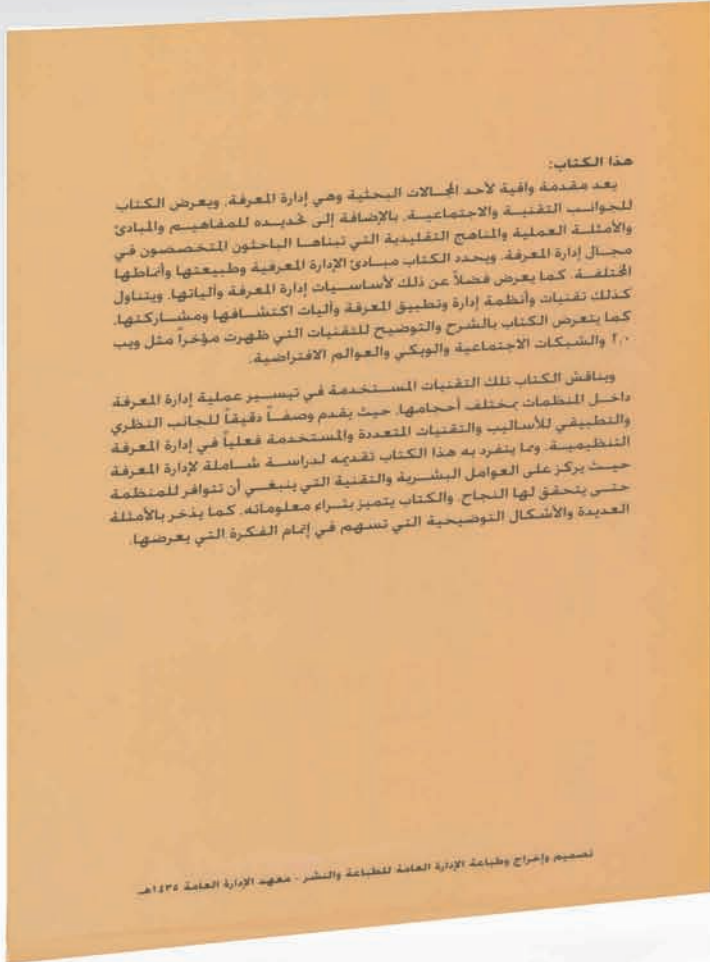 هذا الكتاب:
يعد مقدمة وافية لأحد المجالات البحثية وهي إدارة المعرفة، ويعرض الكتاب
للجوانب التقنية والاجتماعية، بالإضافة إلى تحديده للمفاهيم والمبادئ
والأمثلة العملية والمناهج التقليدية التي تبناها الباحثون المتخصصون في
مجال إدارة المعرفة، ويحدد الكتاب مبادئ الإدارة المعرفية وطبيعتها وأنماطها
المختلفة، كما يعرض فضلاً عن ذلك لأساسيات إدارة المعرفة وآلياتها، ويتناول
كذلك تقنيات وأنظمة إدارة وتطبيق المعرفة وآليات اكتشافها ومشاركتها،
كما يتعرض الكتاب بالشرح والتوضيح للتقنيات التي ظهرت مؤخراً مثل ويب
٢,٠ والشبكات الاجتماعية والويكي والعوالم الافتراضية.
ويناقش الكتاب تلك التقنيات المستخدمة في تيسير عملية إدارة المعرفة
داخل المنظمات بمختلف أحجامها، حيث يقدم وصفاً دقيقاً للجانب النظري
والتطبيقي للأساليب والتقنيات المتعددة والمستخدمة فعلياً في إدارة المعرفة
التنظيمية، ومما يتفرد به هذا الكتاب تقديمه لدراسة شاملة لإدارة المعرفة
حيث يركز على العوامل البشرية والتقنية التي ينبغي أن تتوافر للمنظمة
حتى يتحقق لها النجاح، والكتاب يتميز بثراء معلوماته، كما يذخر بالأمثلة
العديدة والأشكال التوضيحية التي تسهم في إتمام الفكرة التي يعرضها.
تصميم وإخراج وطباعة الإدارة العامة للطباعة والنشر - معهد الإدارة العامة ١٤٣٥هـ